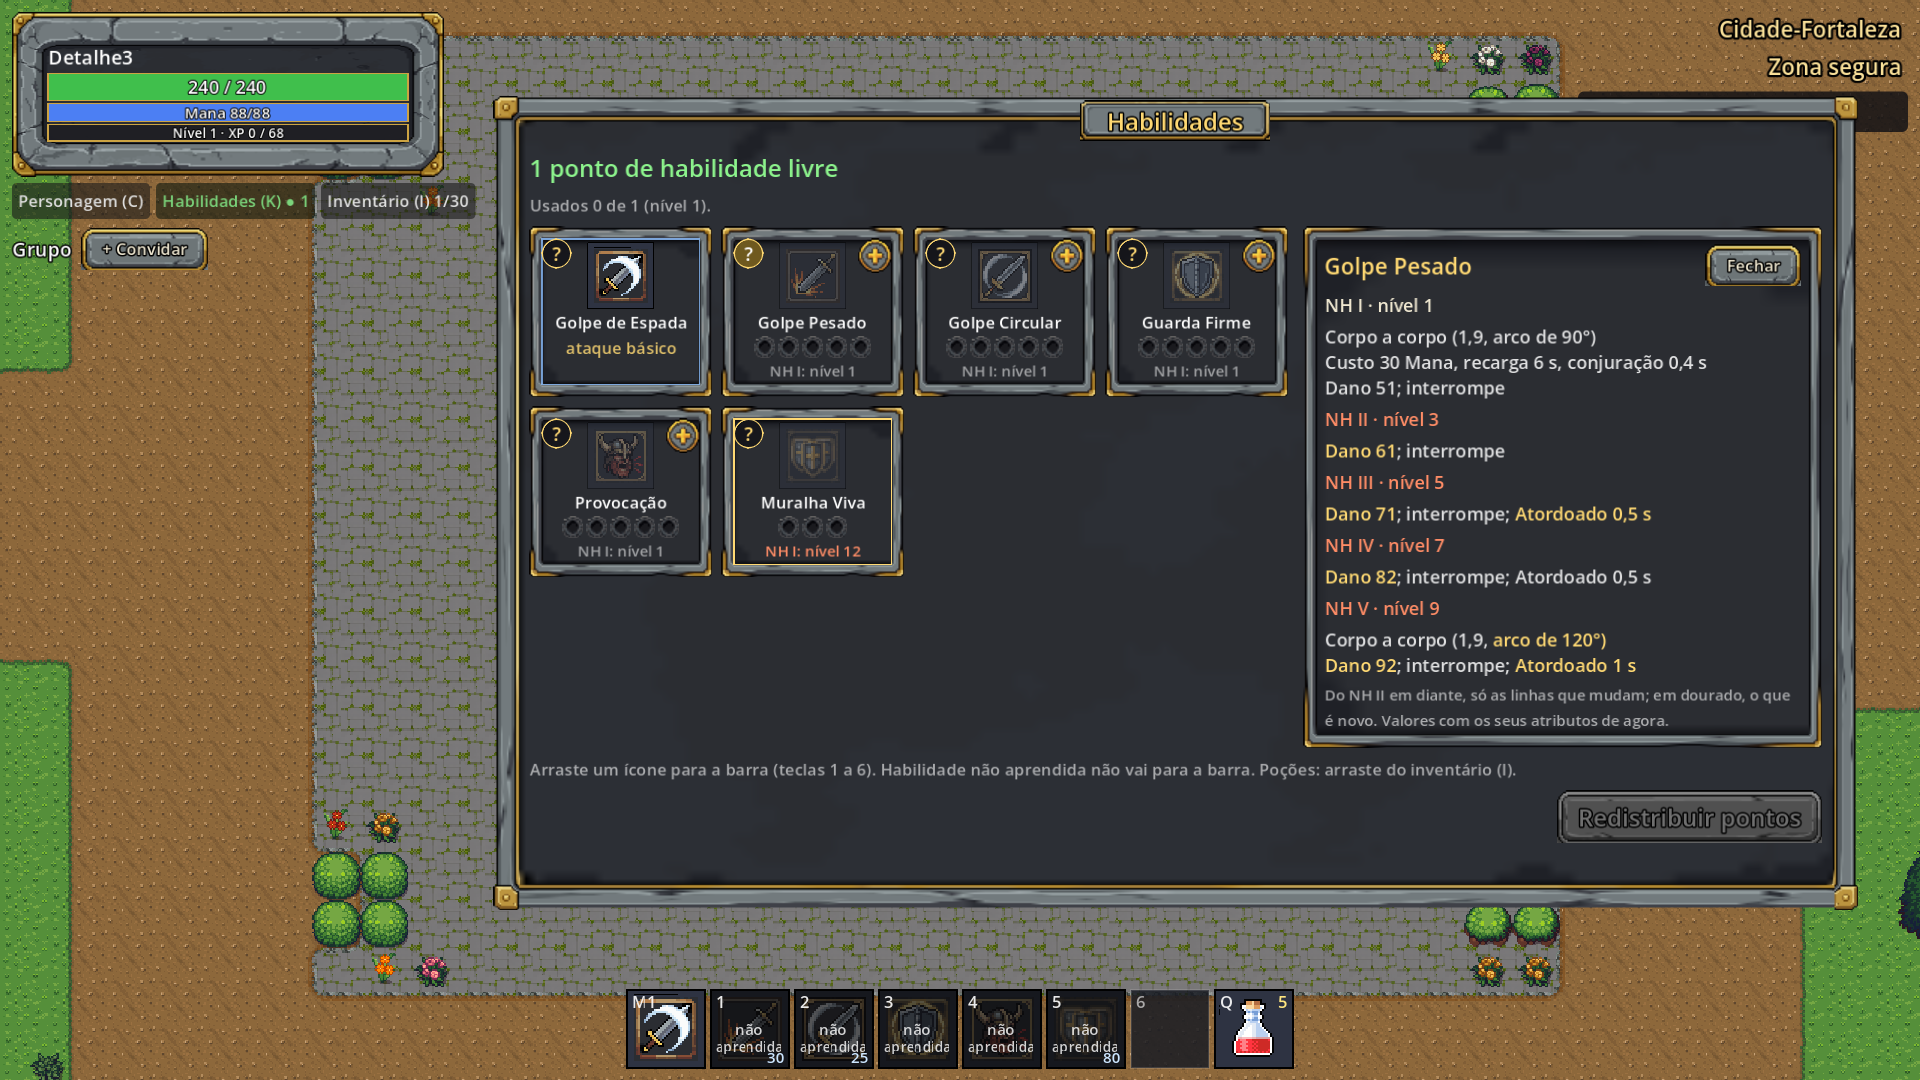 Detalhe3
240 / 240
Mana 88/88
Nível 1 · XP 0 / 68
Personagem (C)
Habilidades (K) ● 1
Inventário (I) 1/30
Grupo
+ Convidar
Cidade-Fortaleza
Zona segura
Habilidades
1 ponto de habilidade livre
Usados 0 de 1 (nível 1).
?
Golpe de Espada
ataque básico
?
Golpe Pesado
NH I: nível 1
?
Golpe Circular
NH I: nível 1
?
Guarda Firme
NH I: nível 1
?
Provocação
NH I: nível 1
?
Muralha Viva
NH I: nível 12
Golpe Pesado
Fechar
NH I · nível 1
Corpo a corpo (1,9, arco de 90°)
Custo 30 Mana, recarga 6 s, conjuração 0,4 s
Dano 51; interrompe
NH II · nível 3
Dano 61; interrompe
NH III · nível 5
Dano 71; interrompe; Atordoado 0,5 s
NH IV · nível 7
Dano 82; interrompe; Atordoado 0,5 s
NH V · nível 9
Corpo a corpo (1,9, arco de 120°)
Dano 92; interrompe; Atordoado 1 s
Do NH II em diante, só as linhas que mudam; em dourado, o que
é novo. Valores com os seus atributos de agora.
Arraste um ícone para a barra (teclas 1 a 6). Habilidade não aprendida não vai para a barra. Poções: arraste do inventário (I).
Redistribuir pontos
M1
1
não
aprendida
30
2
não
aprendida
25
3
não
aprendida
4
não
aprendida
5
não
aprendida
80
6
Q
5